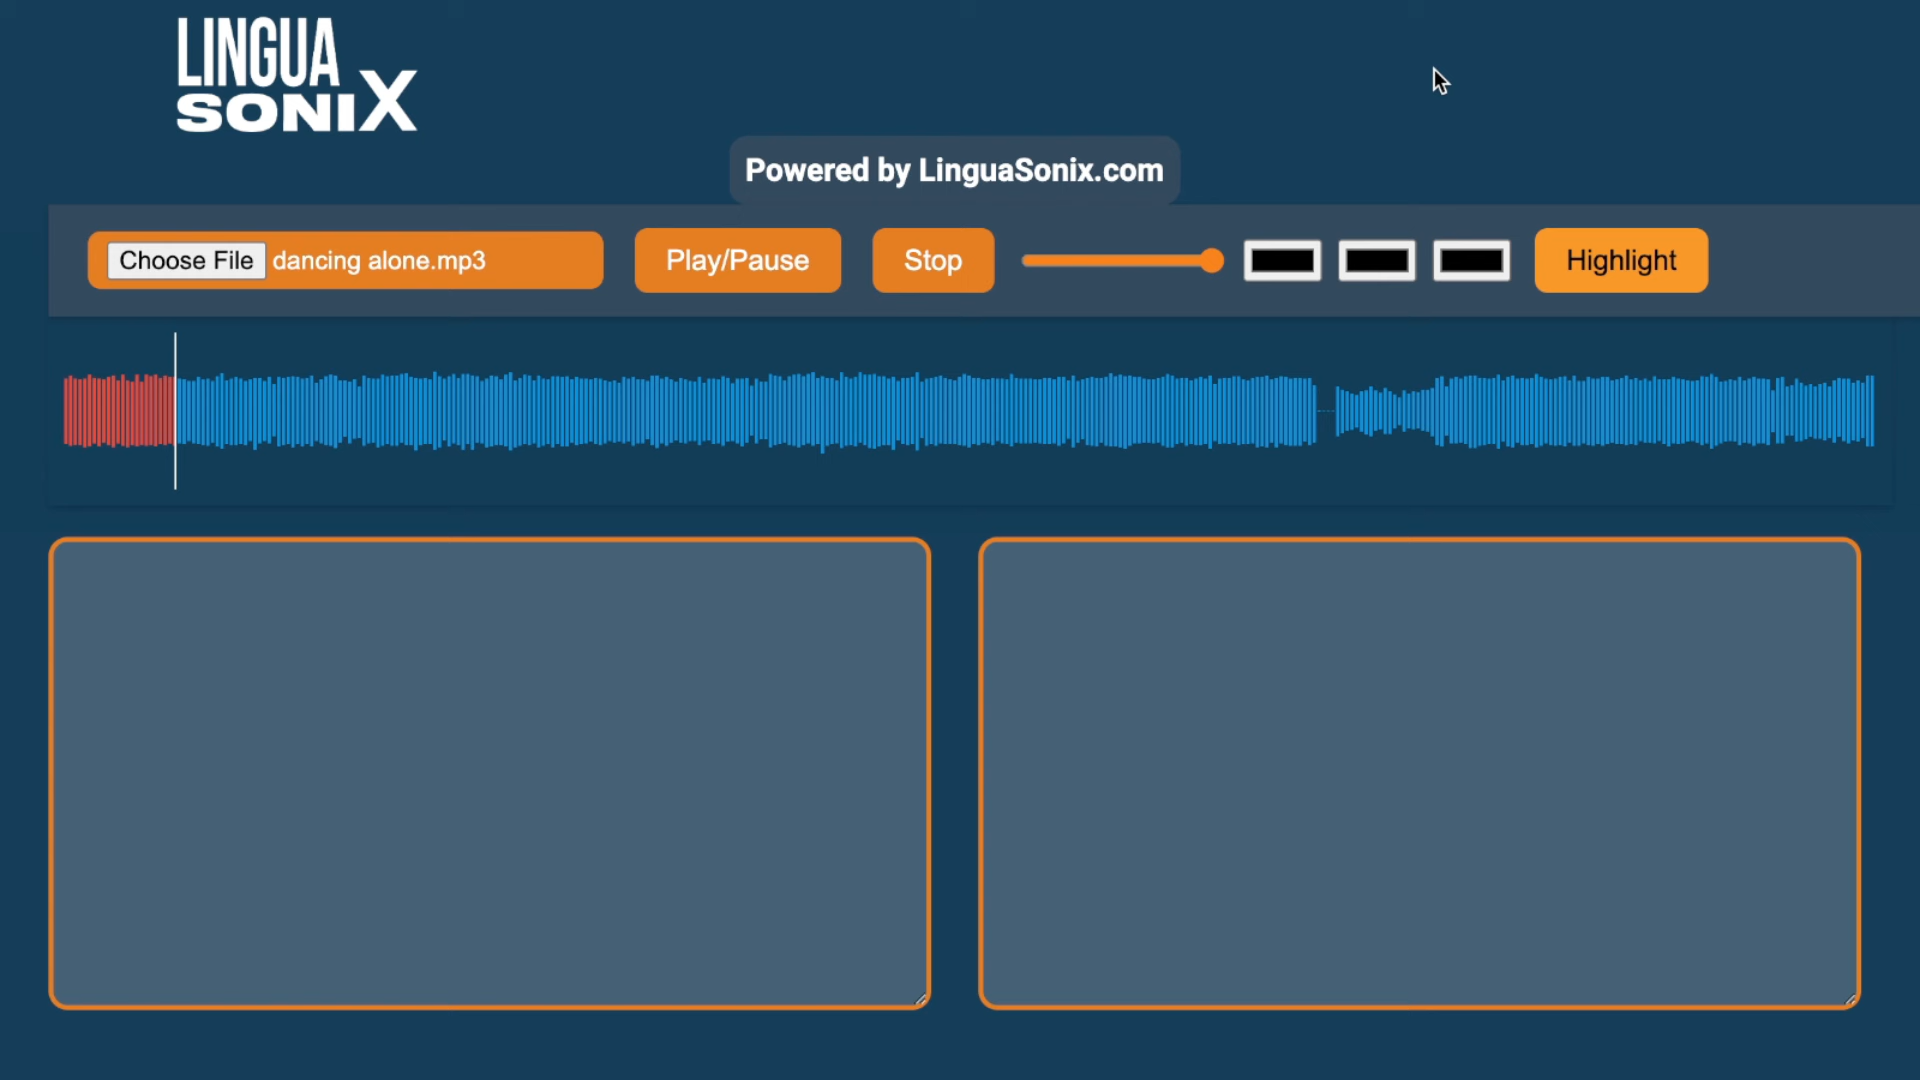 LINGUA
SONIX
Powered by LinguaSonix.com
Choose File dancing alone.mp3 Play/Pause Stop Highlight